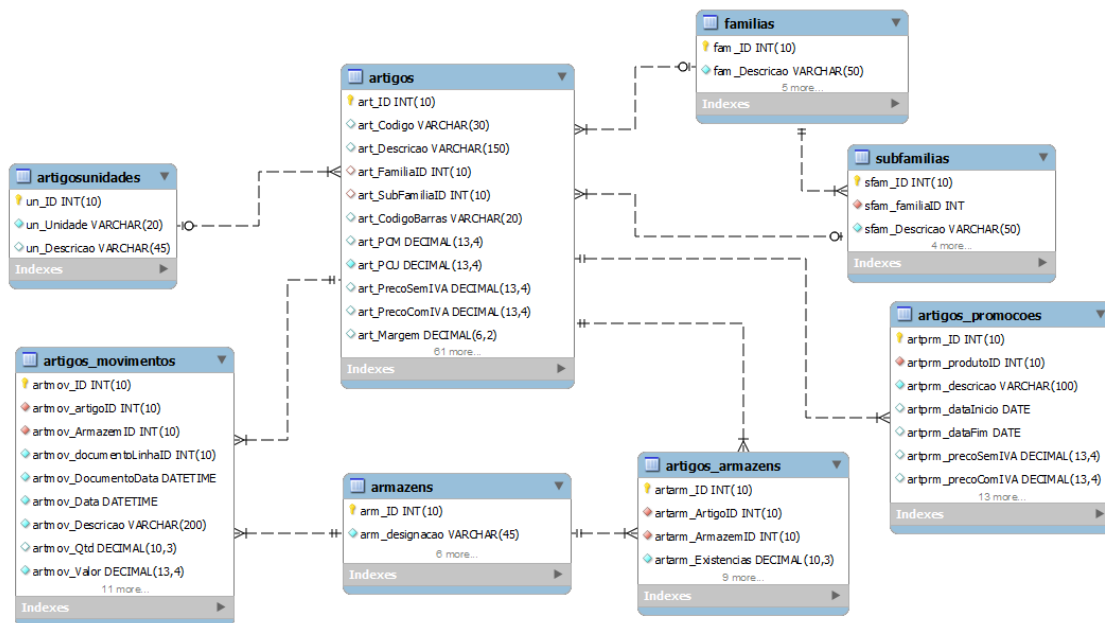 familias
fam_ID INT(10)
fam_Descricao VARCHAR(50)
5 more...
Indexes
artigos
art_ID INT(10)
art_Codigo VARCHAR(30)
art_Descricao VARCHAR(150)
art_FamiliaID INT(10)
art_SubFamiliaID INT(10)
art_CodigoBarras VARCHAR(20)
art_PCM DECIMAL(13,4)
art_PCU DECIMAL(13,4)
art_PrecoSemIVA DECIMAL(13,4)
art_PrecoComIVA DECIMAL(13,4)
art_Margem DECIMAL(6,2)
61 more...
Indexes
subfamilias
sfam_ID INT(10)
sfam_familiaID INT
sfam_Descricao VARCHAR(50)
4 more...
Indexes
artigosunidades
un_ID INT(10)
un_Unidade VARCHAR(20)
un_Descricao VARCHAR(45)
Indexes
artigos_promocoes
artprm_ID INT(10)
artprm_produtoID INT(10)
artprm_descricao VARCHAR(100)
artprm_dataInicio DATE
artprm_dataFim DATE
artprm_precoSemIVA DECIMAL(13,4)
artprm_precoComIVA DECIMAL(13,4)
13 more...
Indexes
artigos_movimentos
artmov_ID INT(10)
artmov_artigoID INT(10)
artmov_ArmazemID INT(10)
artmov_documentoLinhaID INT(10)
artmov_DocumentoData DATETIME
artmov_Data DATETIME
artmov_Descricao VARCHAR(200)
artmov_Qtd DECIMAL(10,3)
artmov_Valor DECIMAL(13,4)
11 more...
Indexes
armazens
arm_ID INT(10)
arm_designacao VARCHAR(45)
6 more...
Indexes
artigos_armazens
artarm_ID INT(10)
artarm_ArtigoID INT(10)
artarm_ArmazemID INT(10)
artarm_Existencias DECIMAL(10,3)
9 more...
Indexes